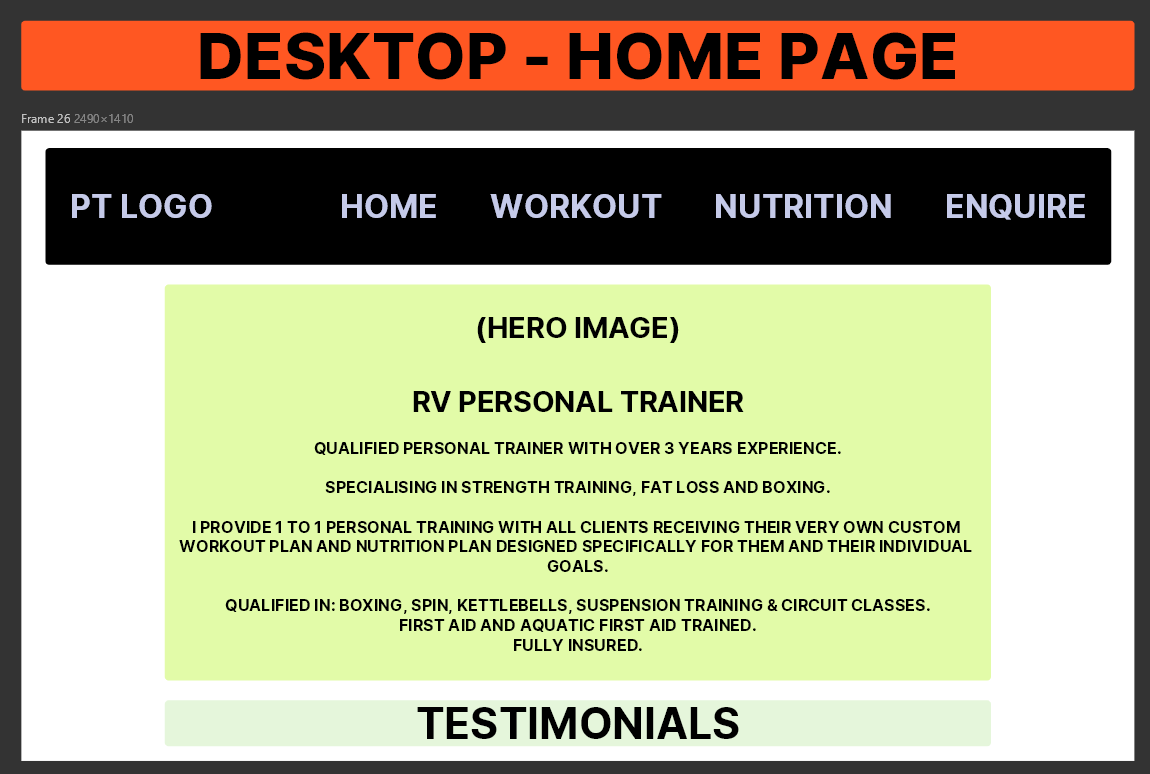 DESKTOP - HOME PAGE
Frame 26 2490×1410
PT LOGO HOME WORKOUT NUTRITION ENQUIRE
(HERO IMAGE)
RV PERSONAL TRAINER
QUALIFIED PERSONAL TRAINER WITH OVER 3 YEARS EXPERIENCE.
SPECIALISING IN STRENGTH TRAINING, FAT LOSS AND BOXING.
I PROVIDE 1 TO 1 PERSONAL TRAINING WITH ALL CLIENTS RECEIVING THEIR VERY OWN CUSTOM
WORKOUT PLAN AND NUTRITION PLAN DESIGNED SPECIFICALLY FOR THEM AND THEIR INDIVIDUAL
GOALS.
QUALIFIED IN: BOXING, SPIN, KETTLEBELLS, SUSPENSION TRAINING & CIRCUIT CLASSES.
FIRST AID AND AQUATIC FIRST AID TRAINED.
FULLY INSURED.
TESTIMONIALS